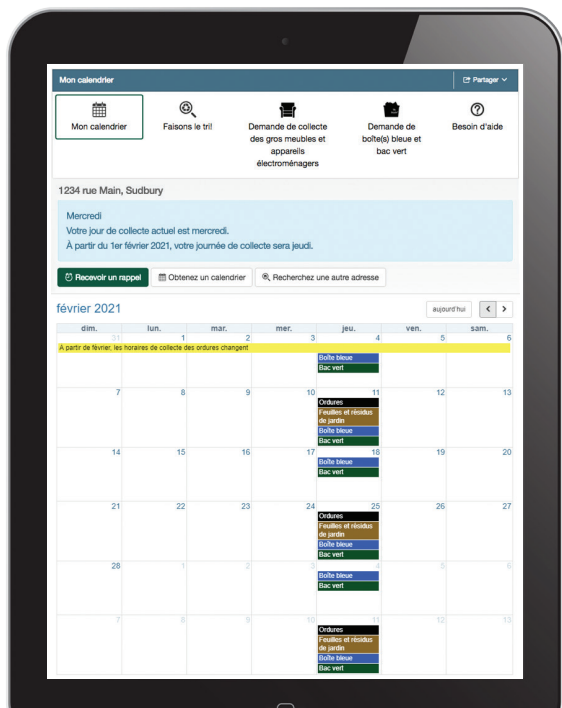 Mon calendrier
Partager
Mon calendrier
Faisons le tri!
Demande de collecte
des gros meubles et
appareils
électroménagers
Demande de
boîte(s) bleue et
bac vert
Besoin d'aide
1234 rue Main, Sudbury
Mercredi
Votre jour de collecte actuel est mercredi.
À partir du 1er février 2021, votre journée de collecte sera jeudi.
Recevoir un rappel
Obtenez un calendrier
Recherchez une autre adresse
février 2021
aujourd'hui
dim. lun. mar. mer. jeu. ven. sam.
31 1 2 3 4 5 6
A partir de février, les horaires de collecte des ordures changent
Boîte bleue
Bac vert
7 8 9 10 11 12 13
Ordures
Feuilles et résidus
de jardin
Boîte bleue
Bac vert
14 15 16 17 18 19 20
Boîte bleue
Bac vert
21 22 23 24 25 26 27
Ordures
Feuilles et résidus
de jardin
Boîte bleue
Bac vert
28 1 2 3 4 5 6
Boîte bleue
Bac vert
7 8 9 10 11 12 13
Ordures
Feuilles et résidus
de jardin
Boîte bleue
Bac vert